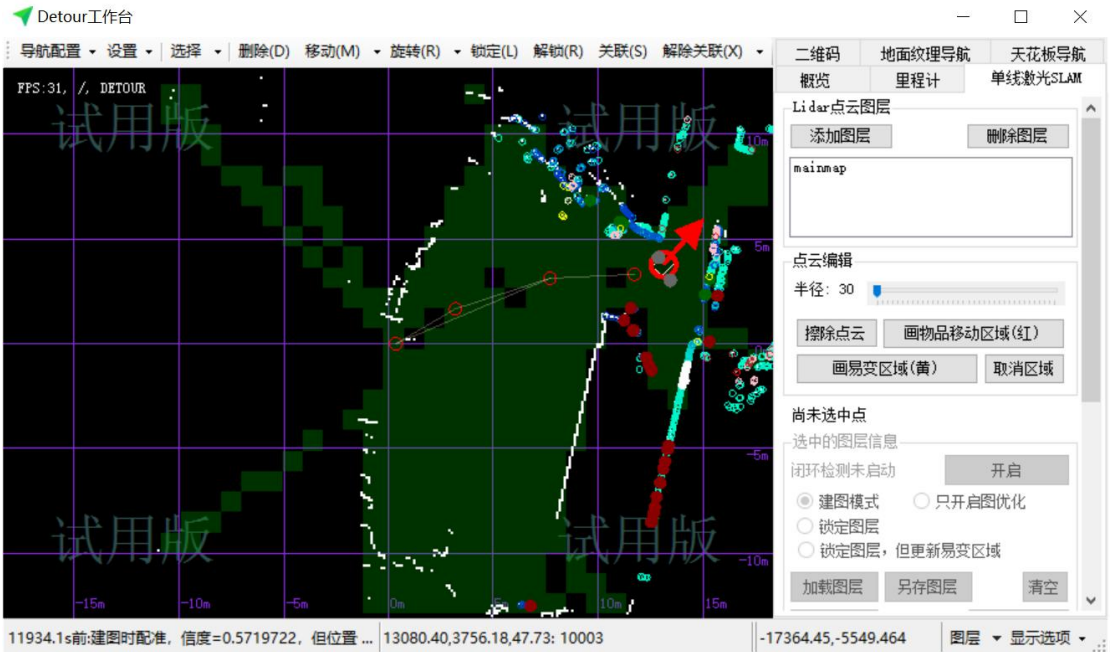 Detour工作台
导航配置 设置 选择 删除(D) 移动(M) 旋转(R) 锁定(L) 解锁(R) 关联(S) 解除关联(X)
二维码 地面纹理导航 天花板导航
概览 里程计 单线激光SLAM
FPS:31, /, DETOUR
试用版 试用版
10m
5m
0m
-5m
试用版 试用版
-10m
-15m -10m -5m 0m 5m 10m 15m
Lidar点云图层
添加图层 删除图层
mainmap
点云编辑
半径: 30
擦除点云 画物品移动区域(红)
画易变区域(黄) 取消区域
尚未选中点
选中的图层信息
闭环检测未启动 开启
建图模式 只开启图优化
锁定图层
锁定图层，但更新易变区域
加载图层 另存图层 清空
11934.1s前:建图时配准，信度=0.5719722，但位置 ... 13080.40,3756.18,47.73: 10003 -17364.45,-5549.464 图层 显示选项